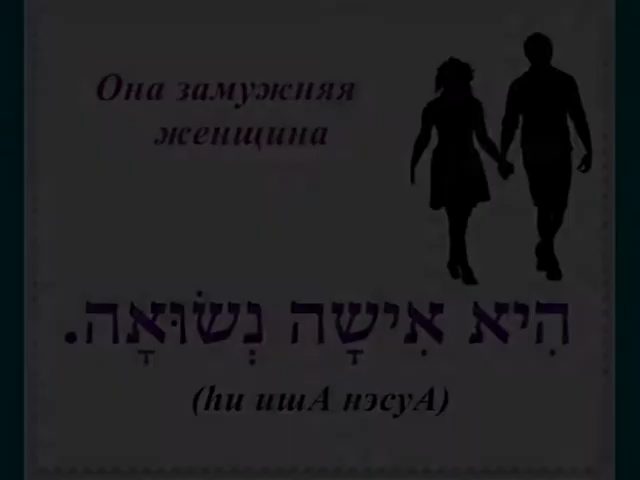 Она замужняя
женщина
הִיא אִישָׁה נְשׂוּאָה.
(hи ишА нэсуА)